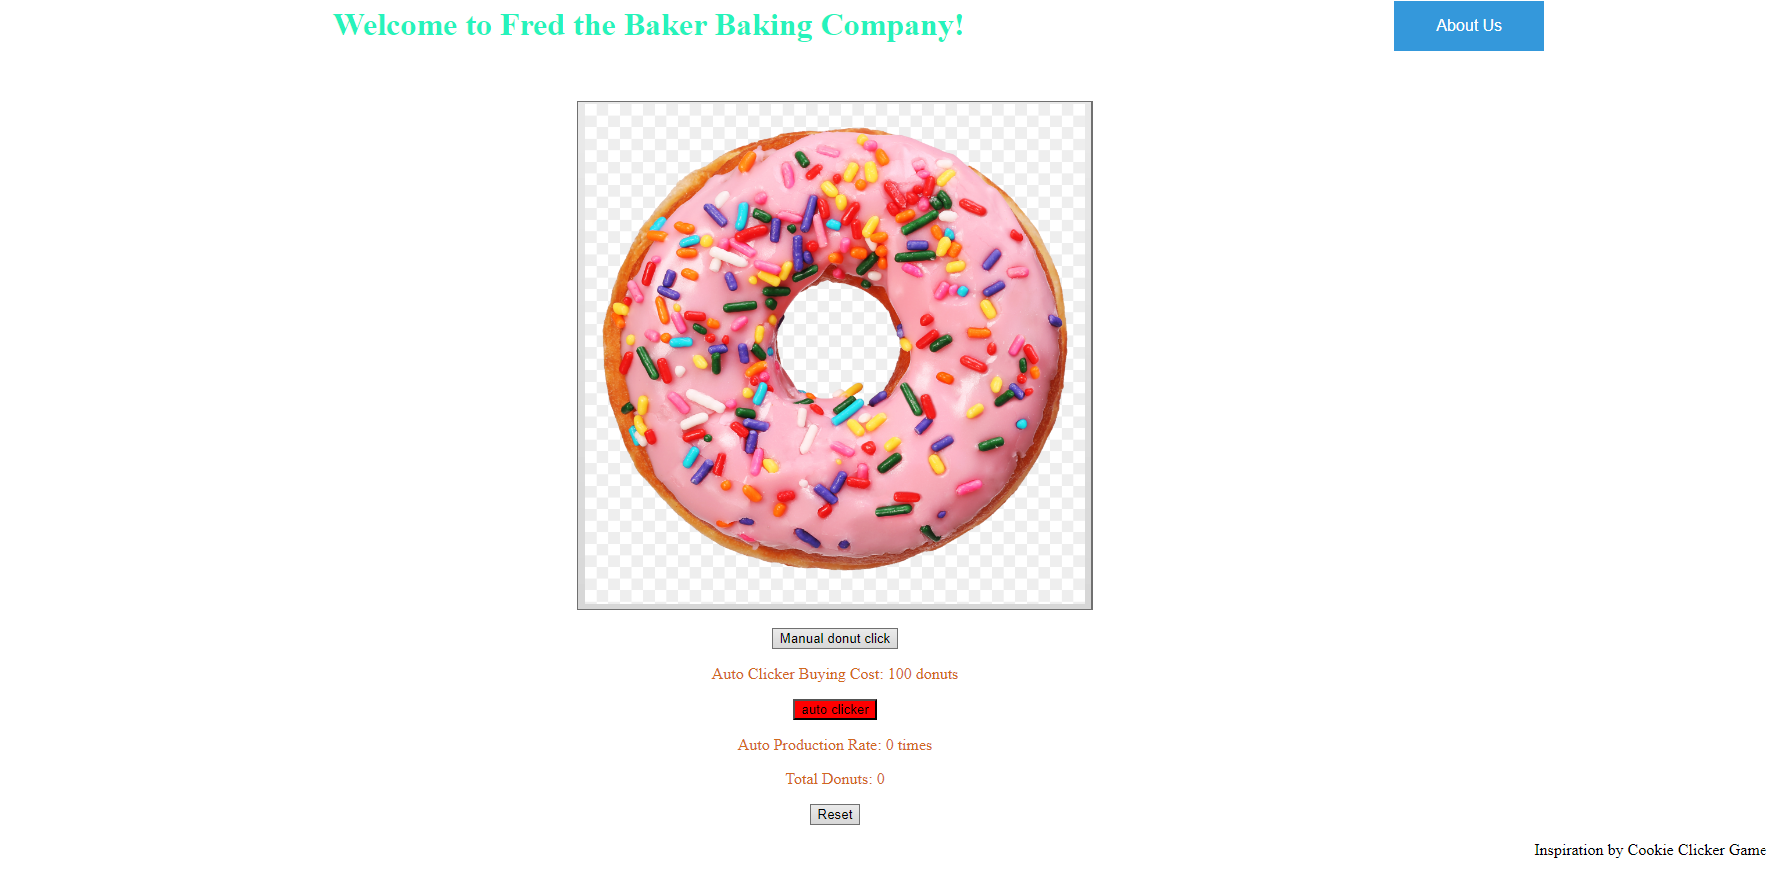 Welcome to Fred the Baker Baking Company!
About Us
Manual donut click
Auto Clicker Buying Cost: 100 donuts
auto clicker
Auto Production Rate: 0 times
Total Donuts: 0
Reset
Inspiration by Cookie Clicker Game